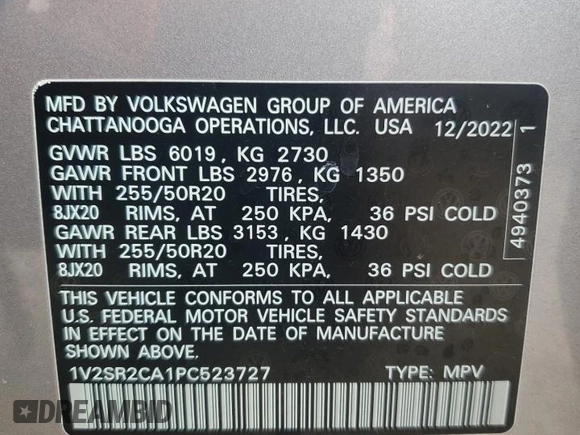 MFD BY VOLKSWAGEN GROUP OF AMERICA
CHATTANOOGA OPERATIONS, LLC. USA 12/2022
GVWR LBS 6019, KG 2730
GAWR FRONT LBS 2976, KG 1350
WITH 255/50R20 TIRES,
8JX20 RIMS, AT 250 KPA, 36 PSI COLD
GAWR REAR LBS 3153, KG 1430
WITH 255/50R20 TIRES,
8JX20 RIMS, AT 250 KPA, 36 PSI COLD
THIS VEHICLE CONFORMS TO ALL APPLICABLE
U.S. FEDERAL MOTOR VEHICLE SAFETY STANDARDS
IN EFFECT ON THE DATE OF MANUFACTURE
SHOWN ABOVE.
1V2SR2CA1PC523727 TYPE: MPV
4940373 1
DREAMBID